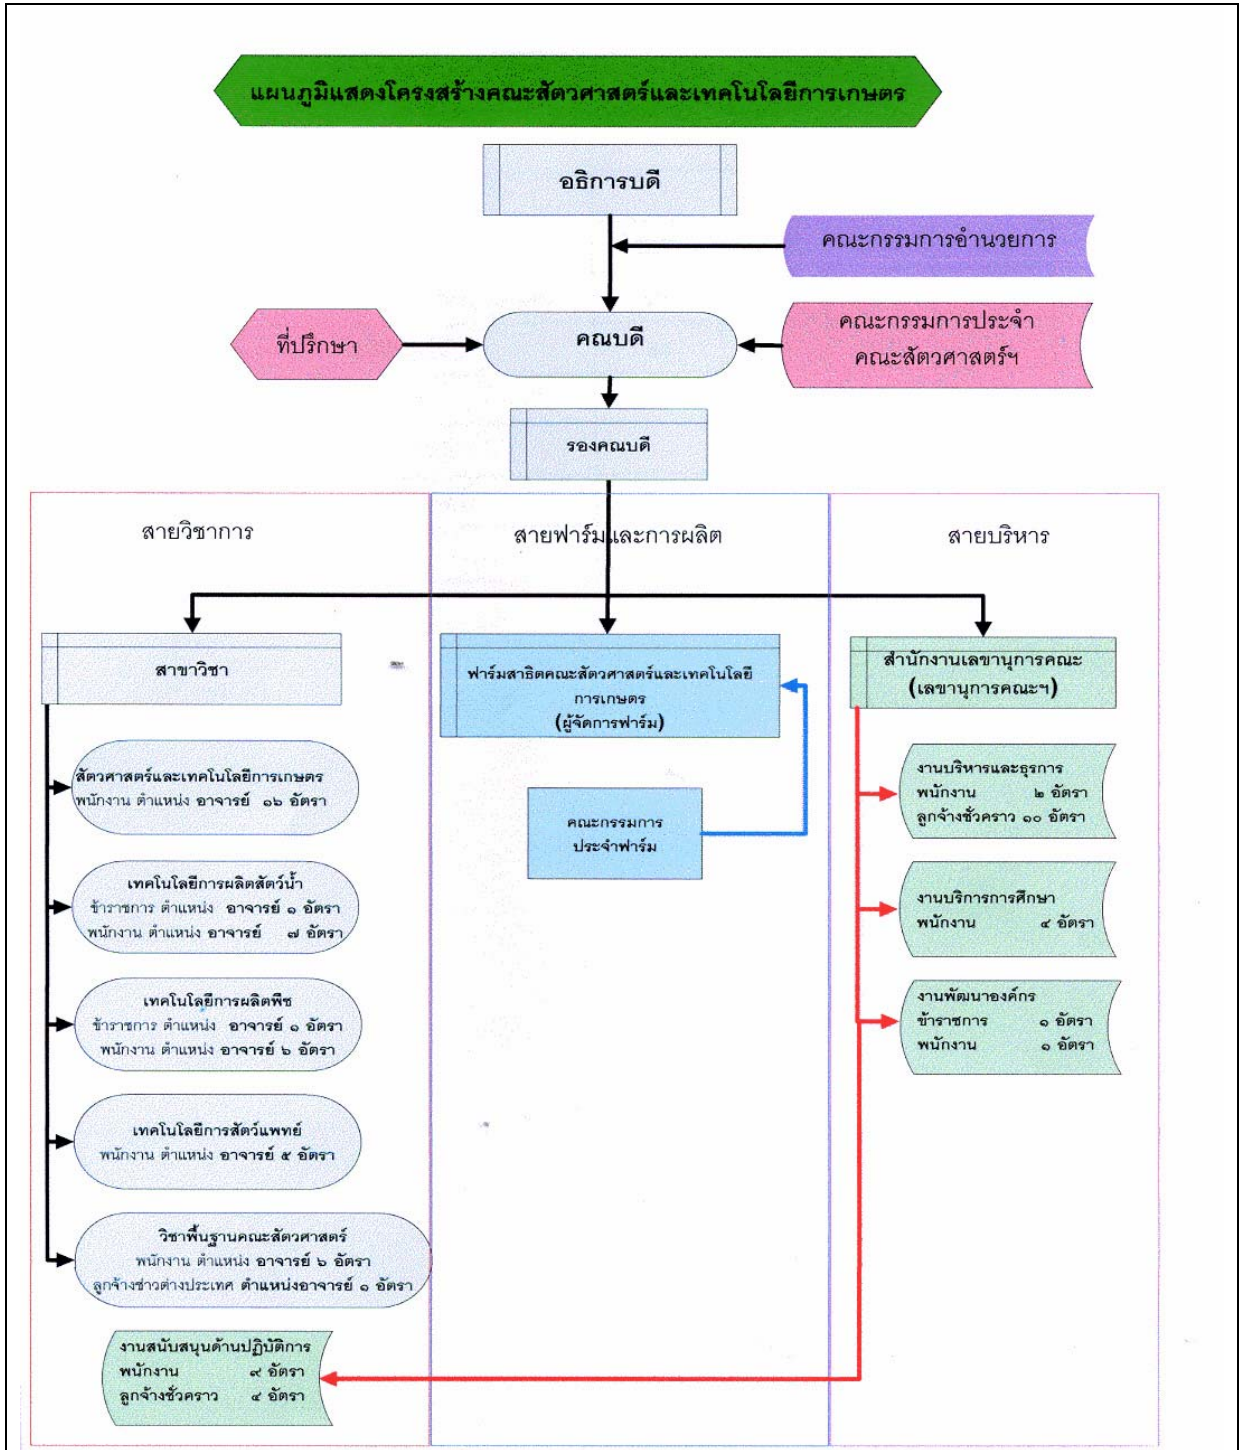 แผนภูมิแสดงโครงสร้างคณะสัตวศาสตร์และเทคโนโลยีการเกษตร
อธิการบดี
คณะกรรมการอำนวยการ
ที่ปรึกษา
คณบดี
คณะกรรมการประจำ
คณะสัตวศาสตร์ฯ
รองคณบดี
สายวิชาการ
สายฟาร์มและการผลิต
สายบริหาร
สาขาวิชา
ฟาร์มสาธิตคณะสัตวศาสตร์และเทคโนโลยี
การเกษตร
(ผู้จัดการฟาร์ม)
สำนักงานเลขานุการคณะ
(เลขานุการคณะฯ)
สัตวศาสตร์และเทคโนโลยีการเกษตร
พนักงาน ตำแหน่ง อาจารย์ ๑๖ อัตรา
เทคโนโลยีการผลิตสัตว์น้ำ
ข้าราชการ ตำแหน่ง อาจารย์ ๑ อัตรา
พนักงาน ตำแหน่ง อาจารย์ ๗ อัตรา
เทคโนโลยีการผลิตพืช
ข้าราชการ ตำแหน่ง อาจารย์ ๑ อัตรา
พนักงาน ตำแหน่ง อาจารย์ ๖ อัตรา
เทคโนโลยีการสัตว์แพทย์
พนักงาน ตำแหน่ง อาจารย์ ๕ อัตรา
วิชาพื้นฐานคณะสัตวศาสตร์
พนักงาน ตำแหน่ง อาจารย์ ๖ อัตรา
ลูกจ้างช่าวต่างประเทศ ตำแหน่งอาจารย์ ๑ อัตรา
งานสนับสนุนด้านปฏิบัติการ
พนักงาน ๙ อัตรา
ลูกจ้างชั่วคราว ๔ อัตรา
คณะกรรมการ
ประจำฟาร์ม
งานบริหารและธุรการ
พนักงาน ๒ อัตรา
ลูกจ้างชั่วคราว ๑๐ อัตรา
งานบริการการศึกษา
พนักงาน ๔ อัตรา
งานพัฒนาองค์กร
ข้าราชการ ๑ อัตรา
พนักงาน ๑ อัตรา